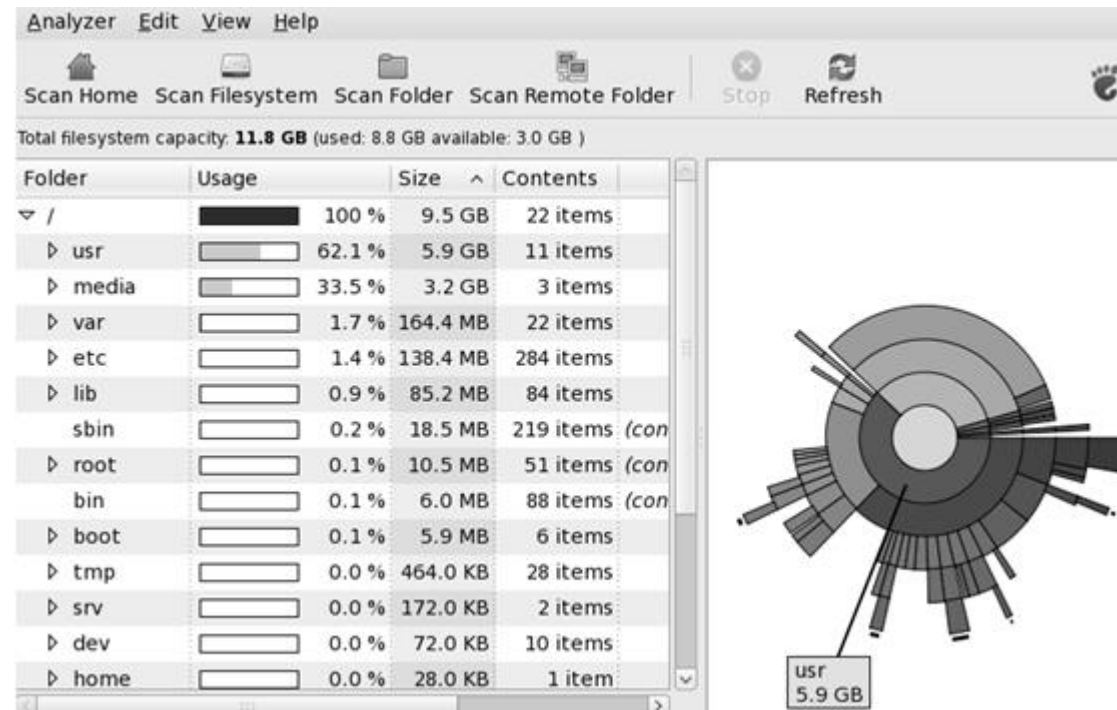 Analyzer Edit View Help
Scan Home Scan Filesystem Scan Folder Scan Remote Folder Stop Refresh
Total filesystem capacity: 11.8 GB (used: 8.8 GB available: 3.0 GB )
Folder Usage Size Contents
/ 100 % 9.5 GB 22 items
usr 62.1 % 5.9 GB 11 items
media 33.5 % 3.2 GB 3 items
var 1.7 % 164.4 MB 22 items
etc 1.4 % 138.4 MB 284 items
lib 0.9 % 85.2 MB 84 items
sbin 0.2 % 18.5 MB 219 items (con
root 0.1 % 10.5 MB 51 items (con
bin 0.1 % 6.0 MB 88 items (con
boot 0.1 % 5.9 MB 6 items
tmp 0.0 % 464.0 KB 28 items
srv 0.0 % 172.0 KB 2 items
dev 0.0 % 72.0 KB 10 items
home 0.0 % 28.0 KB 1 item
usr
5.9 GB